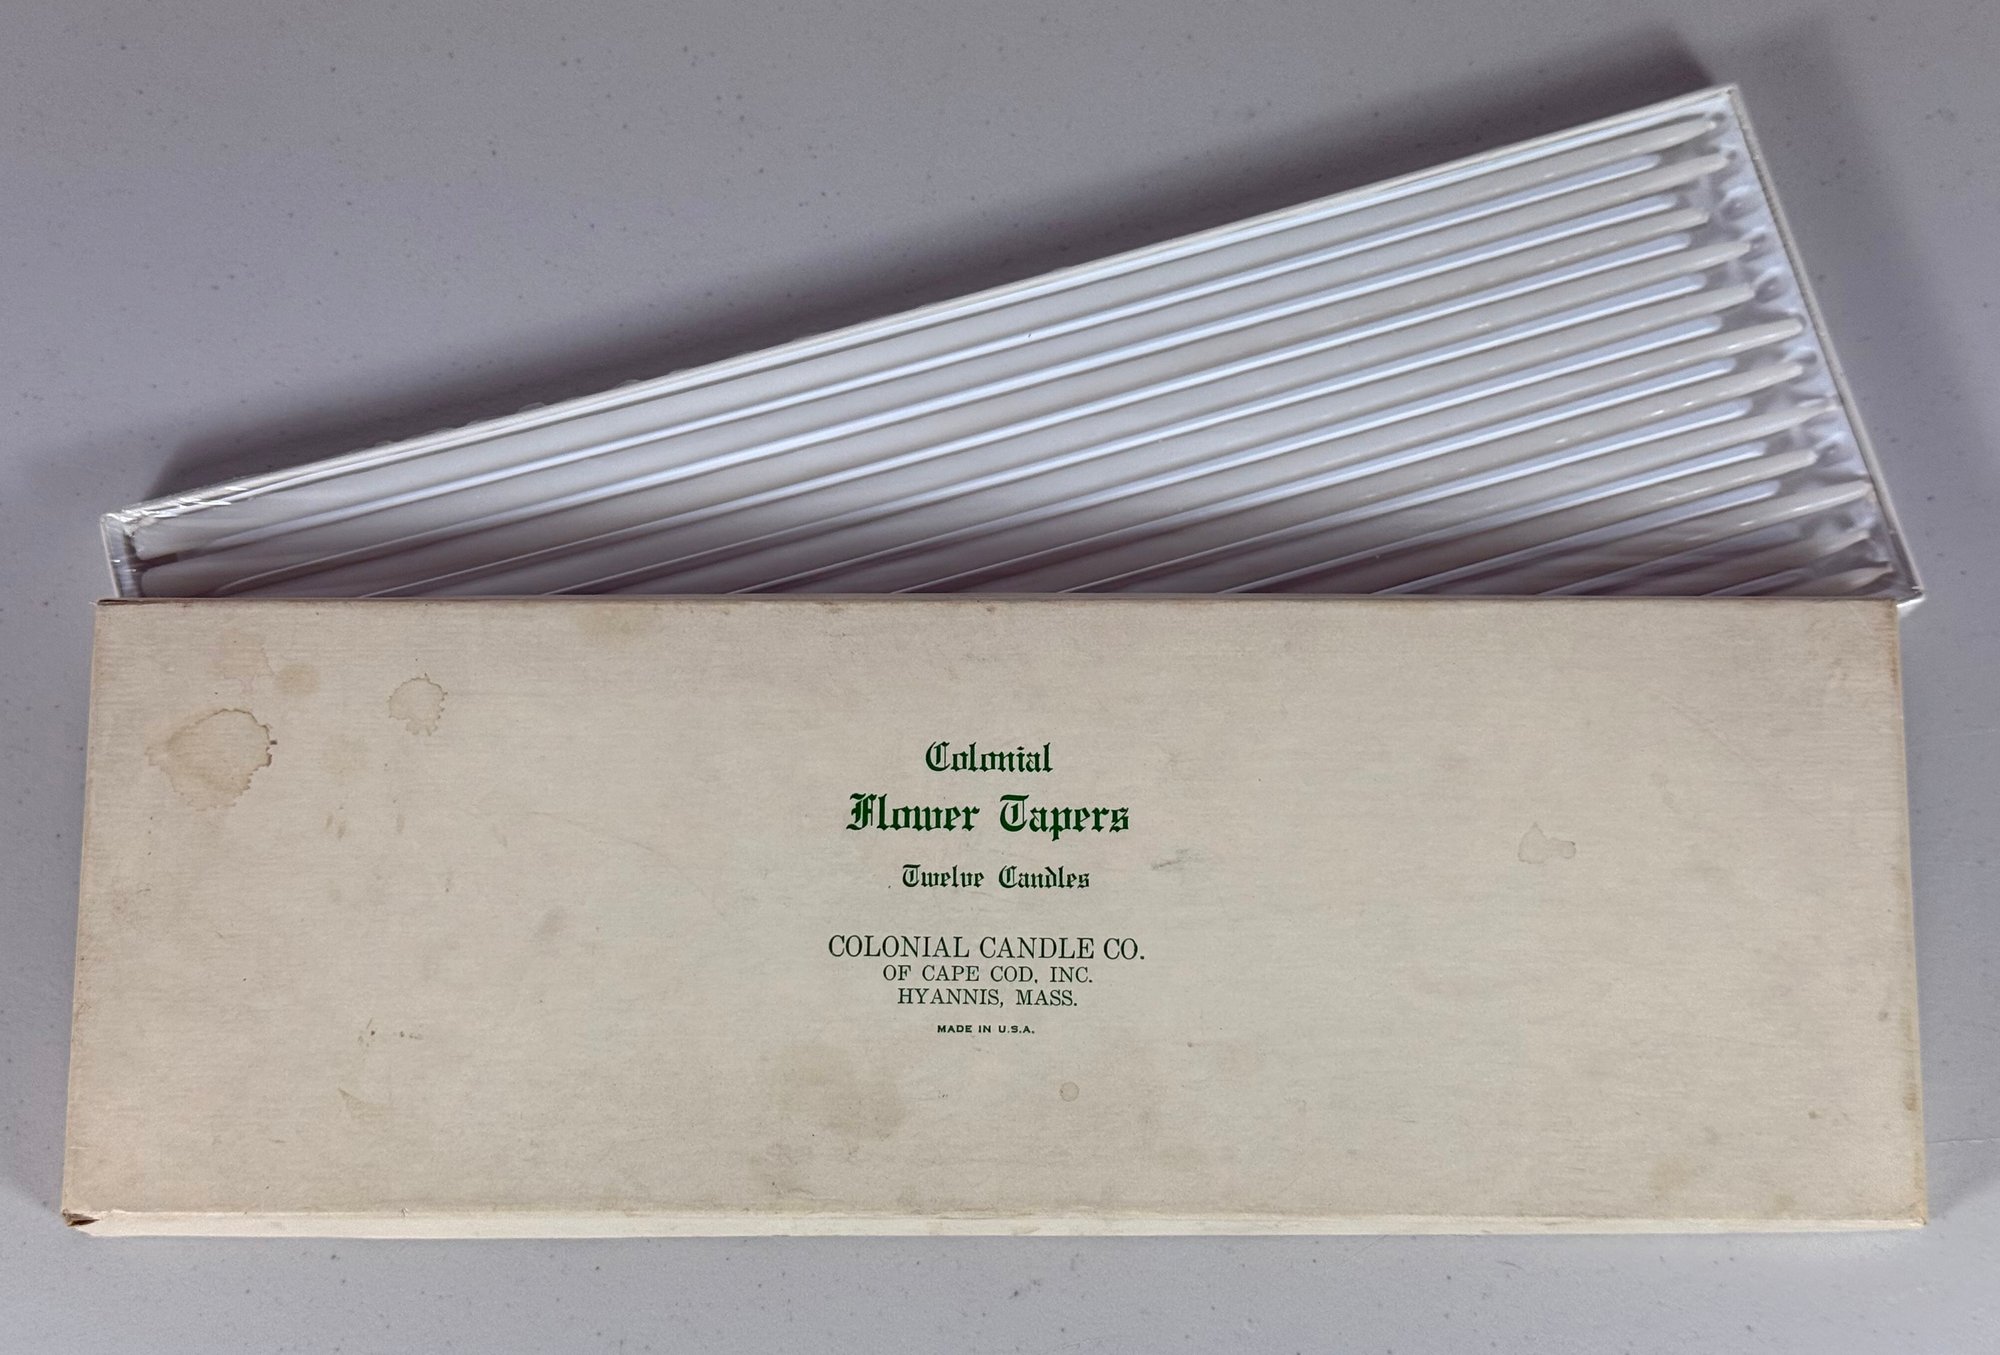 Colonial
Flower Tapers
Twelve Candles
COLONIAL CANDLE CO.
OF CAPE COD, INC.
HYANNIS, MASS.
MADE IN U.S.A.